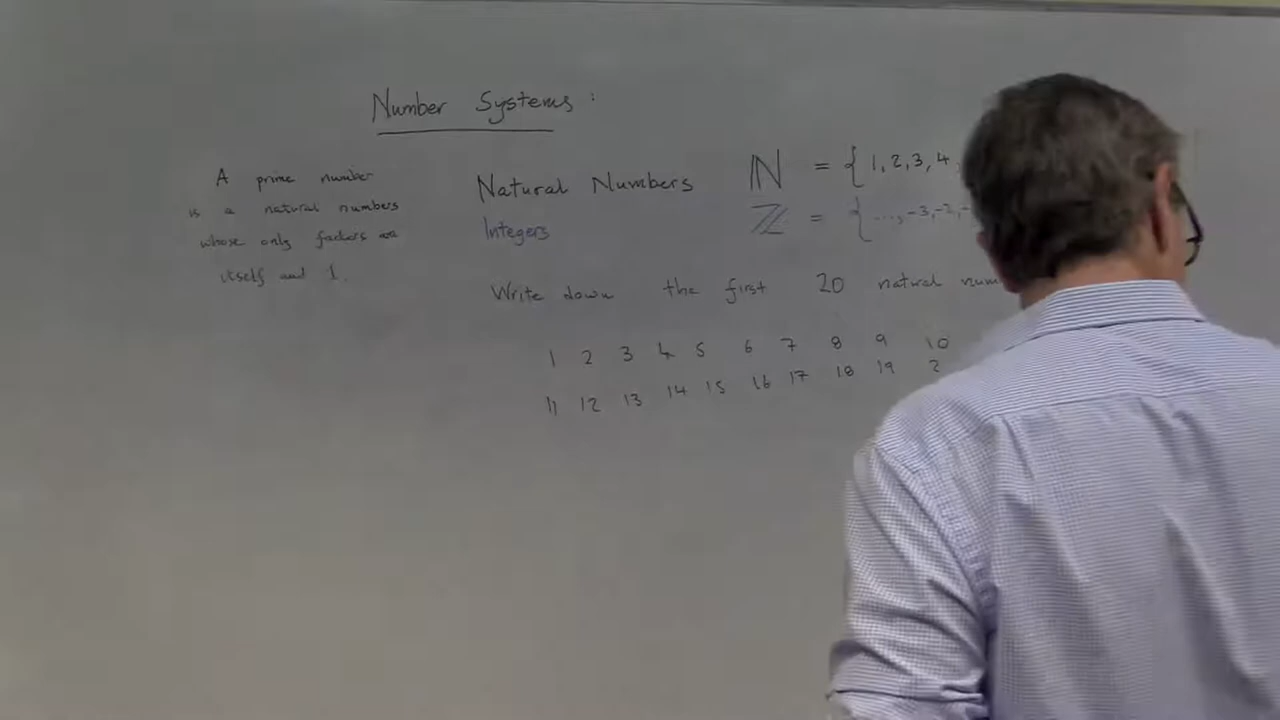 Number Systems :
A prime number
is a natural numbers
whose only factors are
itself and 1.
Natural Numbers ℕ = { 1, 2, 3, 4
Integers ℤ = { ..., -3, -2, -
Write down the first 20 natural num
1 2 3 4 5 6 7 8 9 10
11 12 13 14 15 16 17 18 19 2